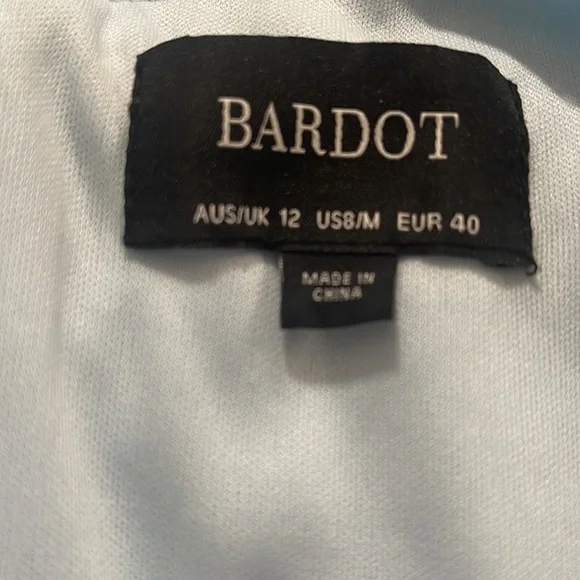 BARDOT
AUS/UK 12 US8/M EUR 40
MADE IN
CHINA